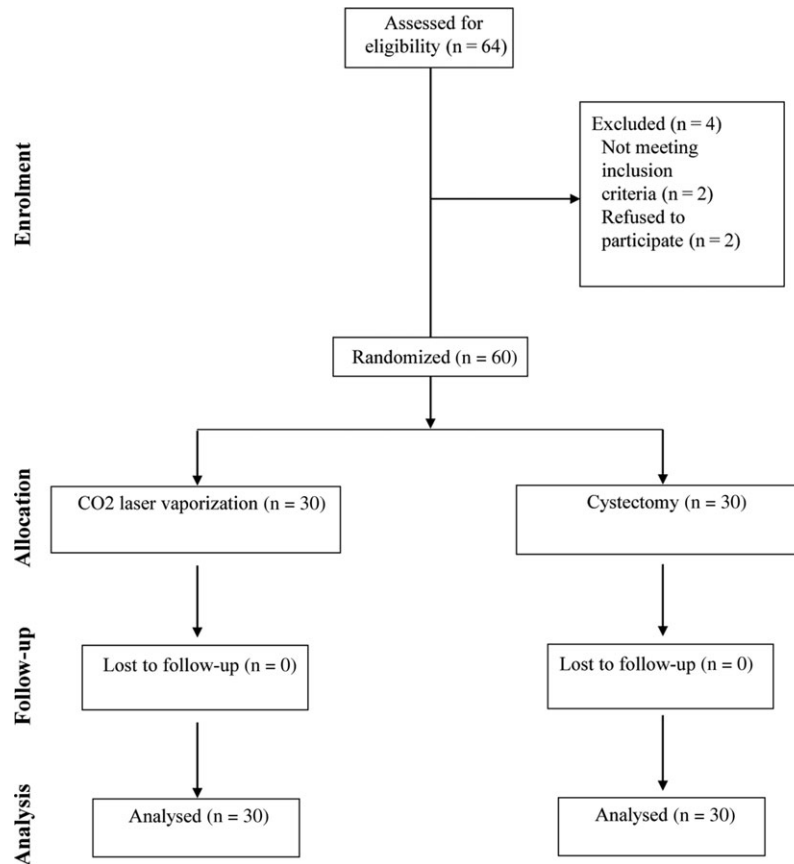 Assessed for
eligibility (n = 64)
Enrolment
Excluded (n = 4)
Not meeting
inclusion
criteria (n = 2)
Refused to
participate (n = 2)
Randomized (n = 60)
Allocation
CO2 laser vaporization (n = 30)
Cystectomy (n = 30)
Follow-up
Lost to follow-up (n = 0)
Lost to follow-up (n = 0)
Analysis
Analysed (n = 30)
Analysed (n = 30)